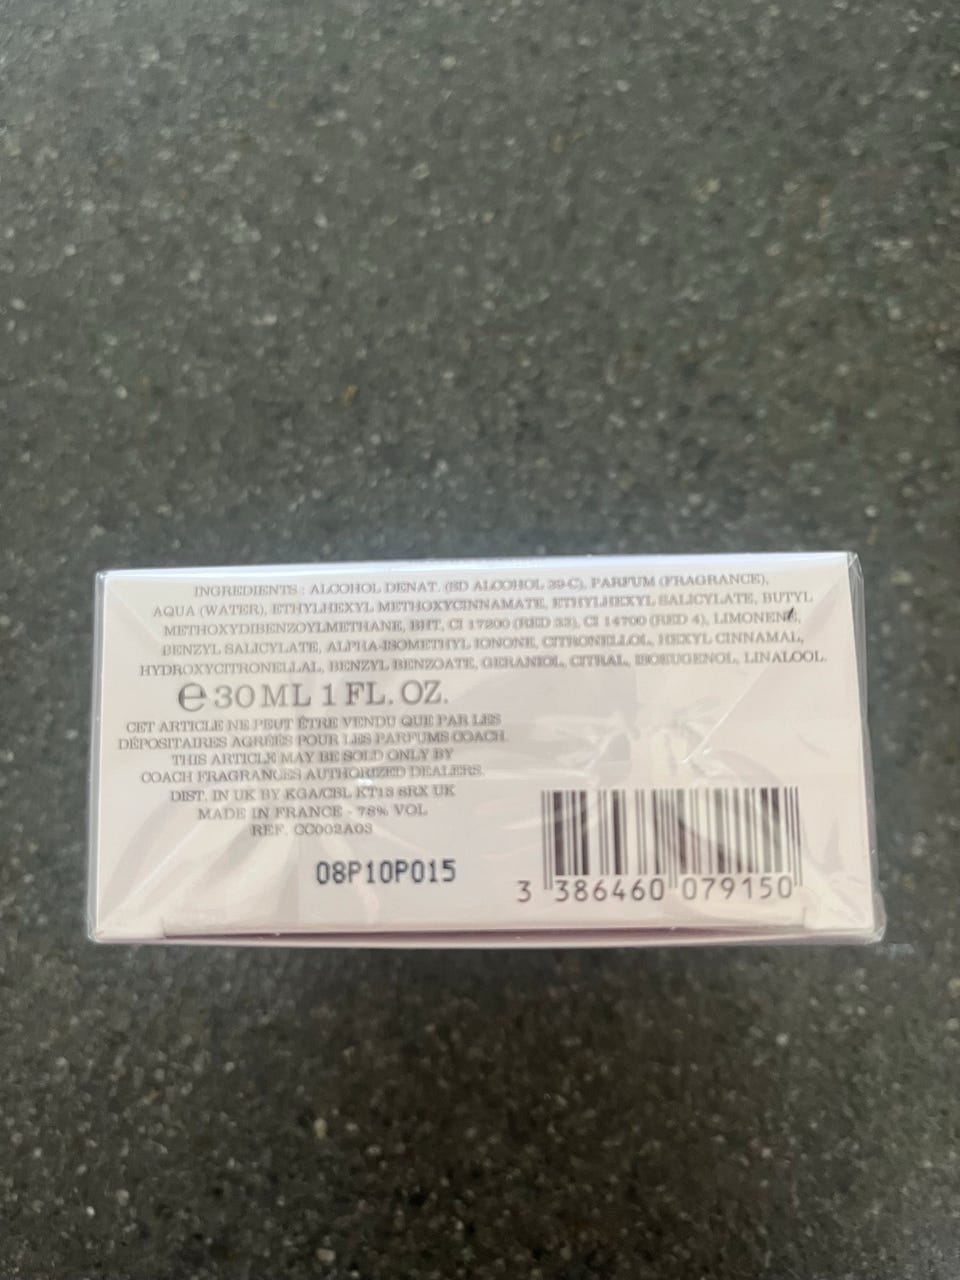 INGREDIENTS : ALCOHOL DENAT. (SD ALCOHOL 39-C), PARFUM (FRAGRANCE),
AQUA (WATER), ETHYLHEXYL METHOXYCINNAMATE, ETHYLHEXYL SALICYLATE, BUTYL
METHOXYDIBENZOYLMETHANE, BHT, CI 17200 (RED 33), CI 14700 (RED 4), LIMONENE,
BENZYL SALICYLATE, ALPHA-ISOMETHYL IONONE, CITRONELLOL, HEXYL CINNAMAL,
HYDROXYCITRONELLAL, BENZYL BENZOATE, GERANIOL, CITRAL, ISOEUGENOL, LINALOOL.
℮ 30 ML 1 FL. OZ.
CET ARTICLE NE PEUT ÊTRE VENDU QUE PAR LES
DÉPOSITAIRES AGRÉÉS POUR LES PARFUMS COACH.
THIS ARTICLE MAY BE SOLD ONLY BY
COACH FRAGRANCES AUTHORIZED DEALERS.
DIST. IN UK BY KGA/CBL KT13 8RX UK
MADE IN FRANCE - 78% VOL
REF. CC002A03
08P10P015
3 386460 079150